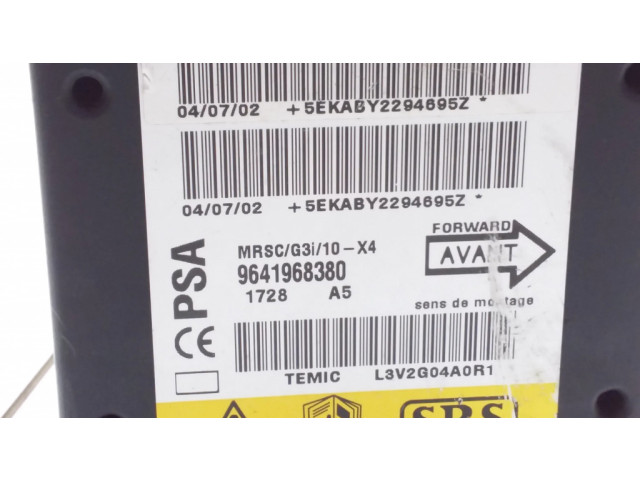 04/07/02 +5EKABY2294695Z *
04/07/02 +5EKABY2294695Z *
PSA
CE
MRSC/G3i/10-X4
9641968380
1728 A5
FORWARD
AVANT
sens de montage
TEMIC L3V2G04A0R1
SRS